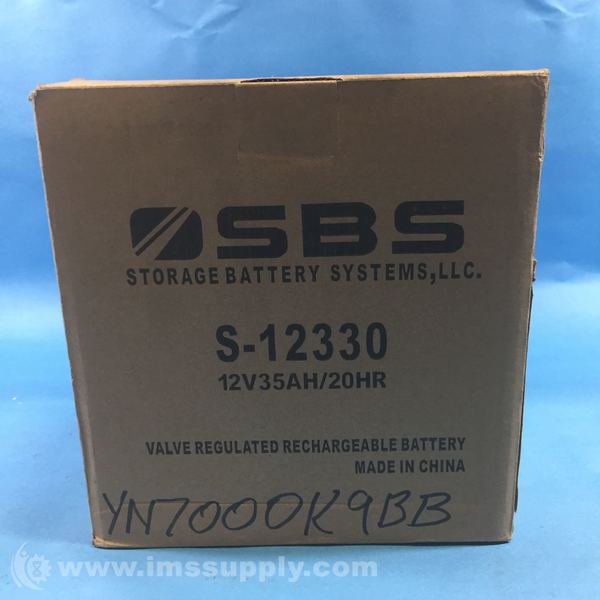 SBS
STORAGE BATTERY SYSTEMS,LLC.
S-12330
12V35AH/20HR
VALVE REGULATED RECHARGEABLE BATTERY
MADE IN CHINA
YN7000K9BB
www.imssupply.com